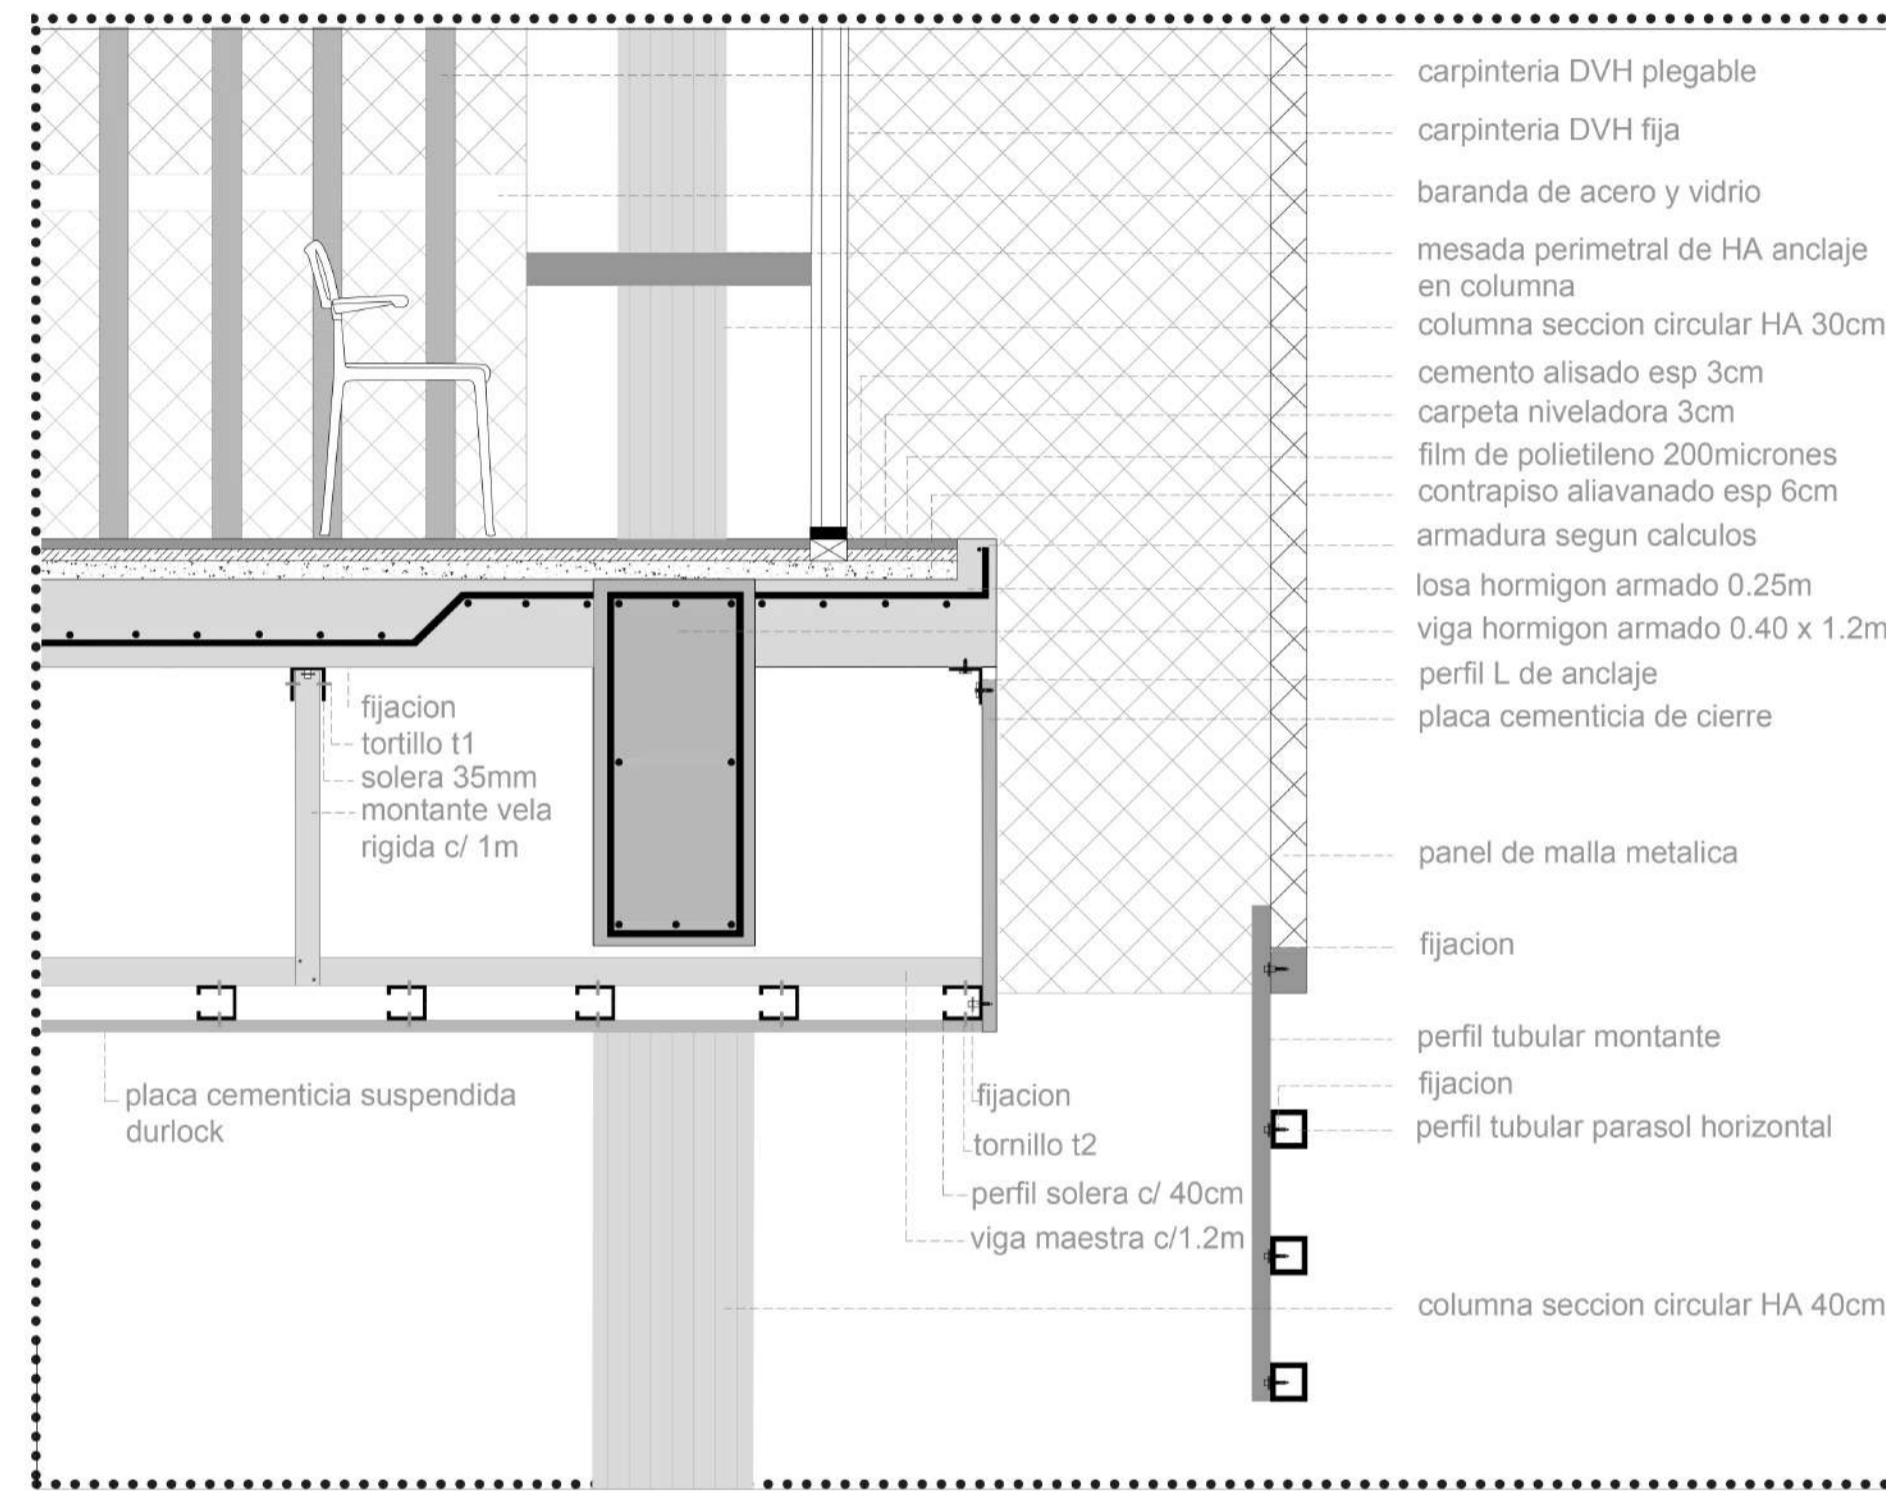 carpinteria DVH plegable
carpinteria DVH fija
baranda de acero y vidrio
mesada perimetral de HA anclaje
en columna
columna seccion circular HA 30cm
cemento alisado esp 3cm
carpeta niveladora 3cm
film de polietileno 200micrones
contrapiso aliavanado esp 6cm
armadura segun calculos
losa hormigon armado 0.25m
viga hormigon armado 0.40 x 1.2m
perfil L de anclaje
placa cementicia de cierre
fijacion
tortillo t1
solera 35mm
montante vela
rigida c/ 1m
panel de malla metalica
fijacion
perfil tubular montante
fijacion
perfil tubular parasol horizontal
placa cementicia suspendida
durlock
fijacion
tornillo t2
perfil solera c/ 40cm
viga maestra c/1.2m
columna seccion circular HA 40cm